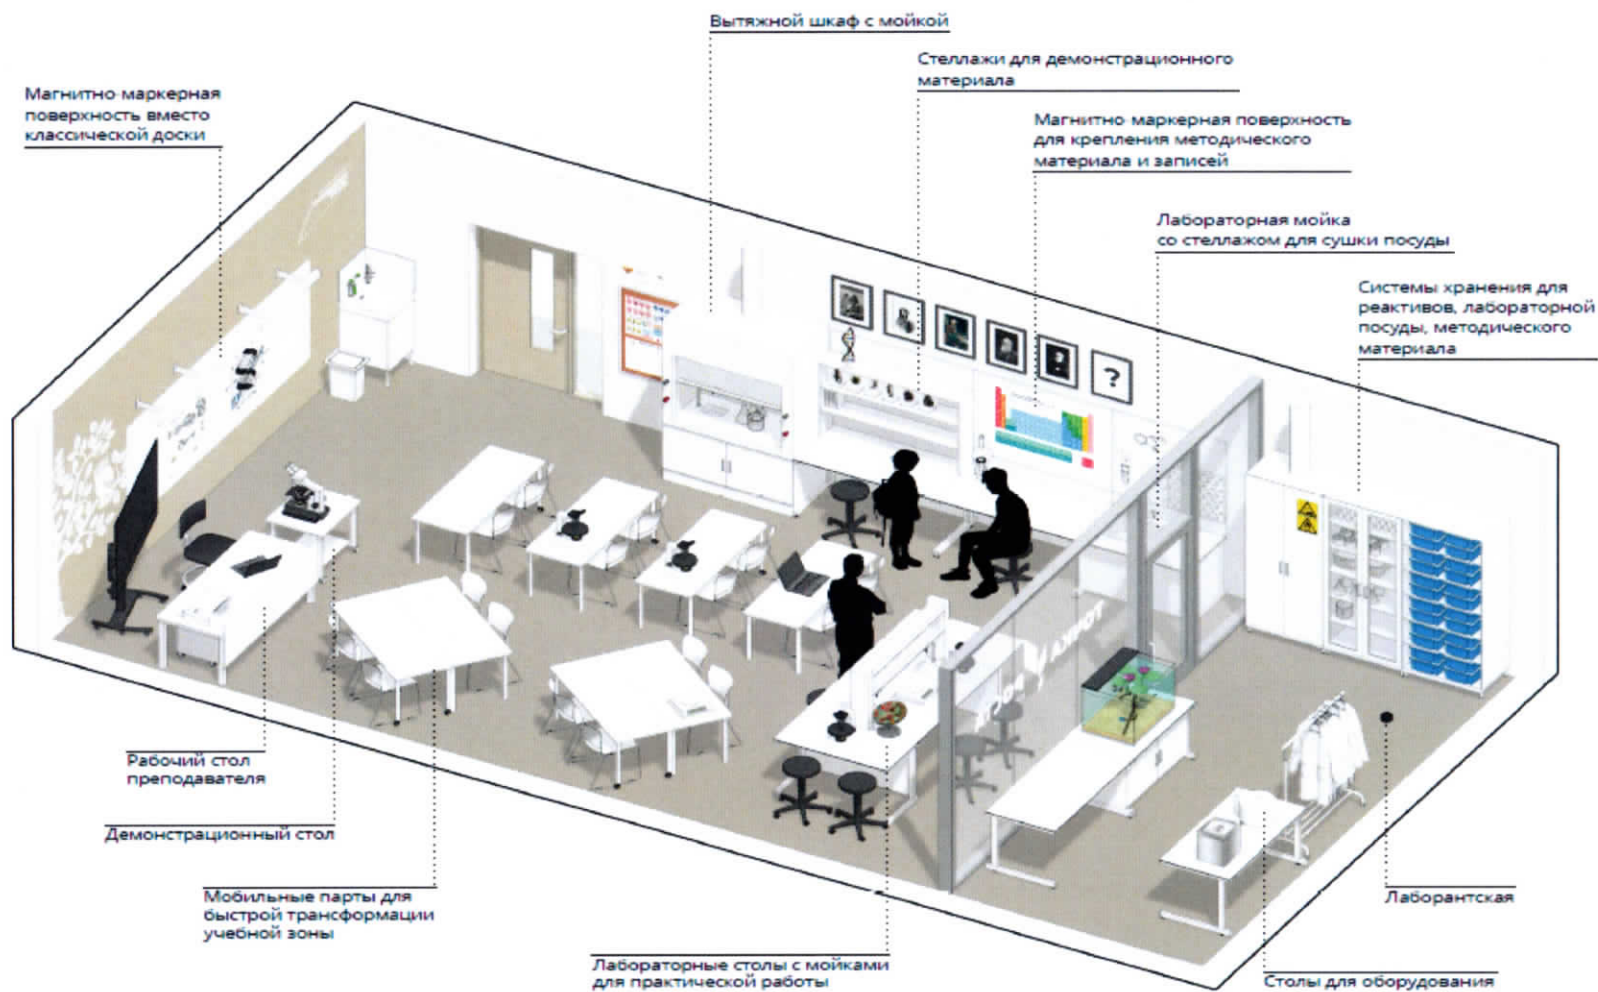 Вытяжной шкаф с мойкой
Стеллажи для демонстрационного
материала
Магнитно маркерная
поверхность вместо
классической доски
Магнитно маркерная поверхность
для крепления методического
материала и записей
Лабораторная мойка
со стеллажом для сушки посуды
Системы хранения для
реактивов, лабораторной
посуды, методического
материала
?
Рабочий стол
преподавателя
Демонстрационный стол
Мобильные парты для
быстрой трансформации
учебной зоны
Лабораторные столы с мойками
для практической работы
Лаборантская
Столы для оборудования